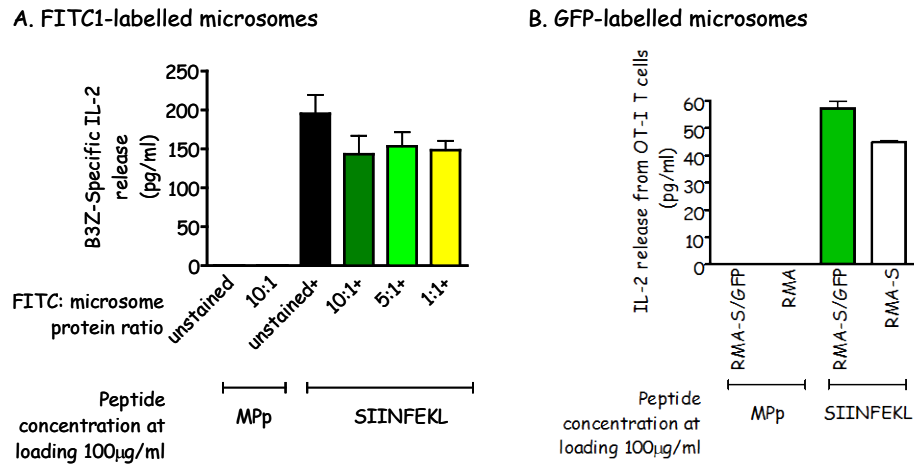 A. FITC1-labelled microsomes
B3Z-Specific IL-2
release
(pg/ml)
250
200
150
100
50
0
unstained
10:1
unstained+
10:1+
5:1+
1:1+
FITC: microsome
protein ratio
Peptide
concentration at
loading 100μg/ml
MPp
SIINFEKL
B. GFP-labelled microsomes
IL-2 release from OT-I T cells
(pg/ml)
60
50
40
30
20
10
0
RMA-S/GFP
RMA
RMA-S/GFP
RMA-S
Peptide
concentration at
loading 100μg/ml
MPp
SIINFEKL